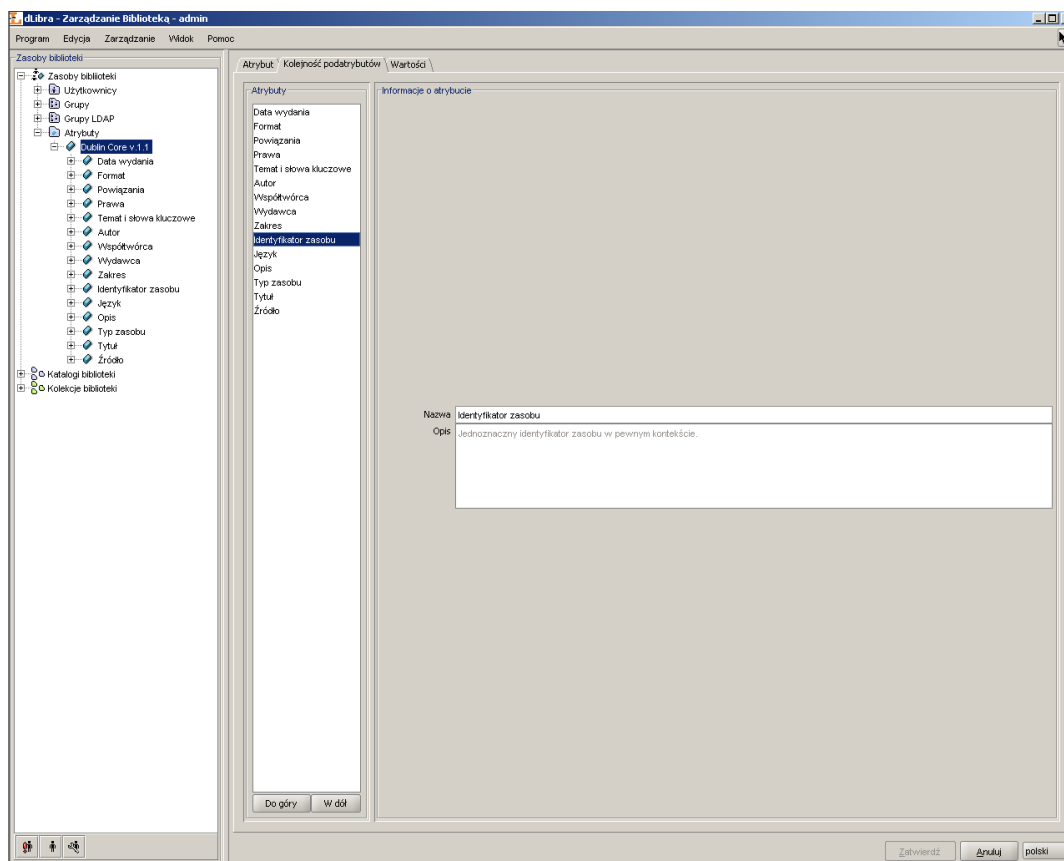 dLibra - Zarządzanie Biblioteką - admin
Program Edycja Zarządzanie Widok Pomoc
Zasoby biblioteki
Zasoby biblioteki
Użytkownicy
Grupy
Grupy LDAP
Atrybuty
Dublin Core v.1.1
Data wydania
Format
Powiązania
Prawa
Temat i słowa kluczowe
Autor
Współtwórca
Wydawca
Zakres
Identyfikator zasobu
Język
Opis
Typ zasobu
Tytuł
Źródło
Katalogi biblioteki
Kolekcje biblioteki
Atrybut Kolejność podatrybutów Wartości
Atrybuty
Data wydania
Format
Powiązania
Prawa
Temat i słowa kluczowe
Autor
Współtwórca
Wydawca
Zakres
Identyfikator zasobu
Język
Opis
Typ zasobu
Tytuł
Źródło
Do góry W dół
Informacje o atrybucie
Nazwa Identyfikator zasobu
Opis Jednoznaczny identyfikator zasobu w pewnym kontekście.
Zatwierdź Anuluj polski